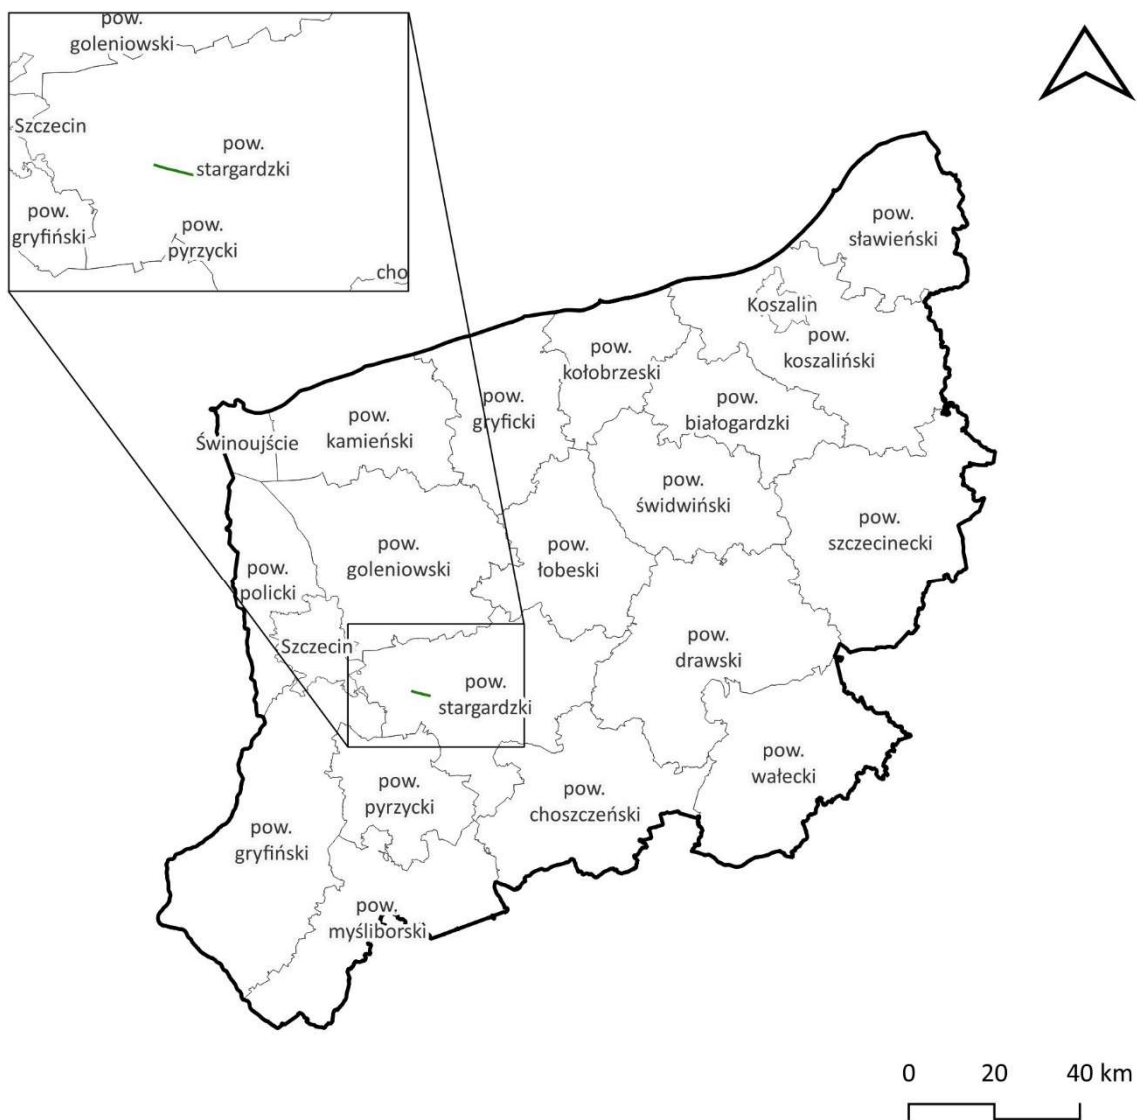 pow.
goleniowski
Szczecin
pow.
stargardzki
pow.
gryfiński
pow.
pyrzycki
cho
pow.
sławieński
Koszalin
pow.
koszaliński
pow.
kołobrzeski
pow.
gryficki
pow.
białogardzki
pow.
kamieński
Świnoujście
pow.
świdwiński
pow.
szczecinecki
pow.
goleniowski
pow.
łobeski
pow.
policki
Szczecin
pow.
drawski
pow.
stargardzki
pow.
wałecki
pow.
pyrzycki
pow.
choszczeński
pow.
gryfiński
pow.
myśliborski
0 20 40 km